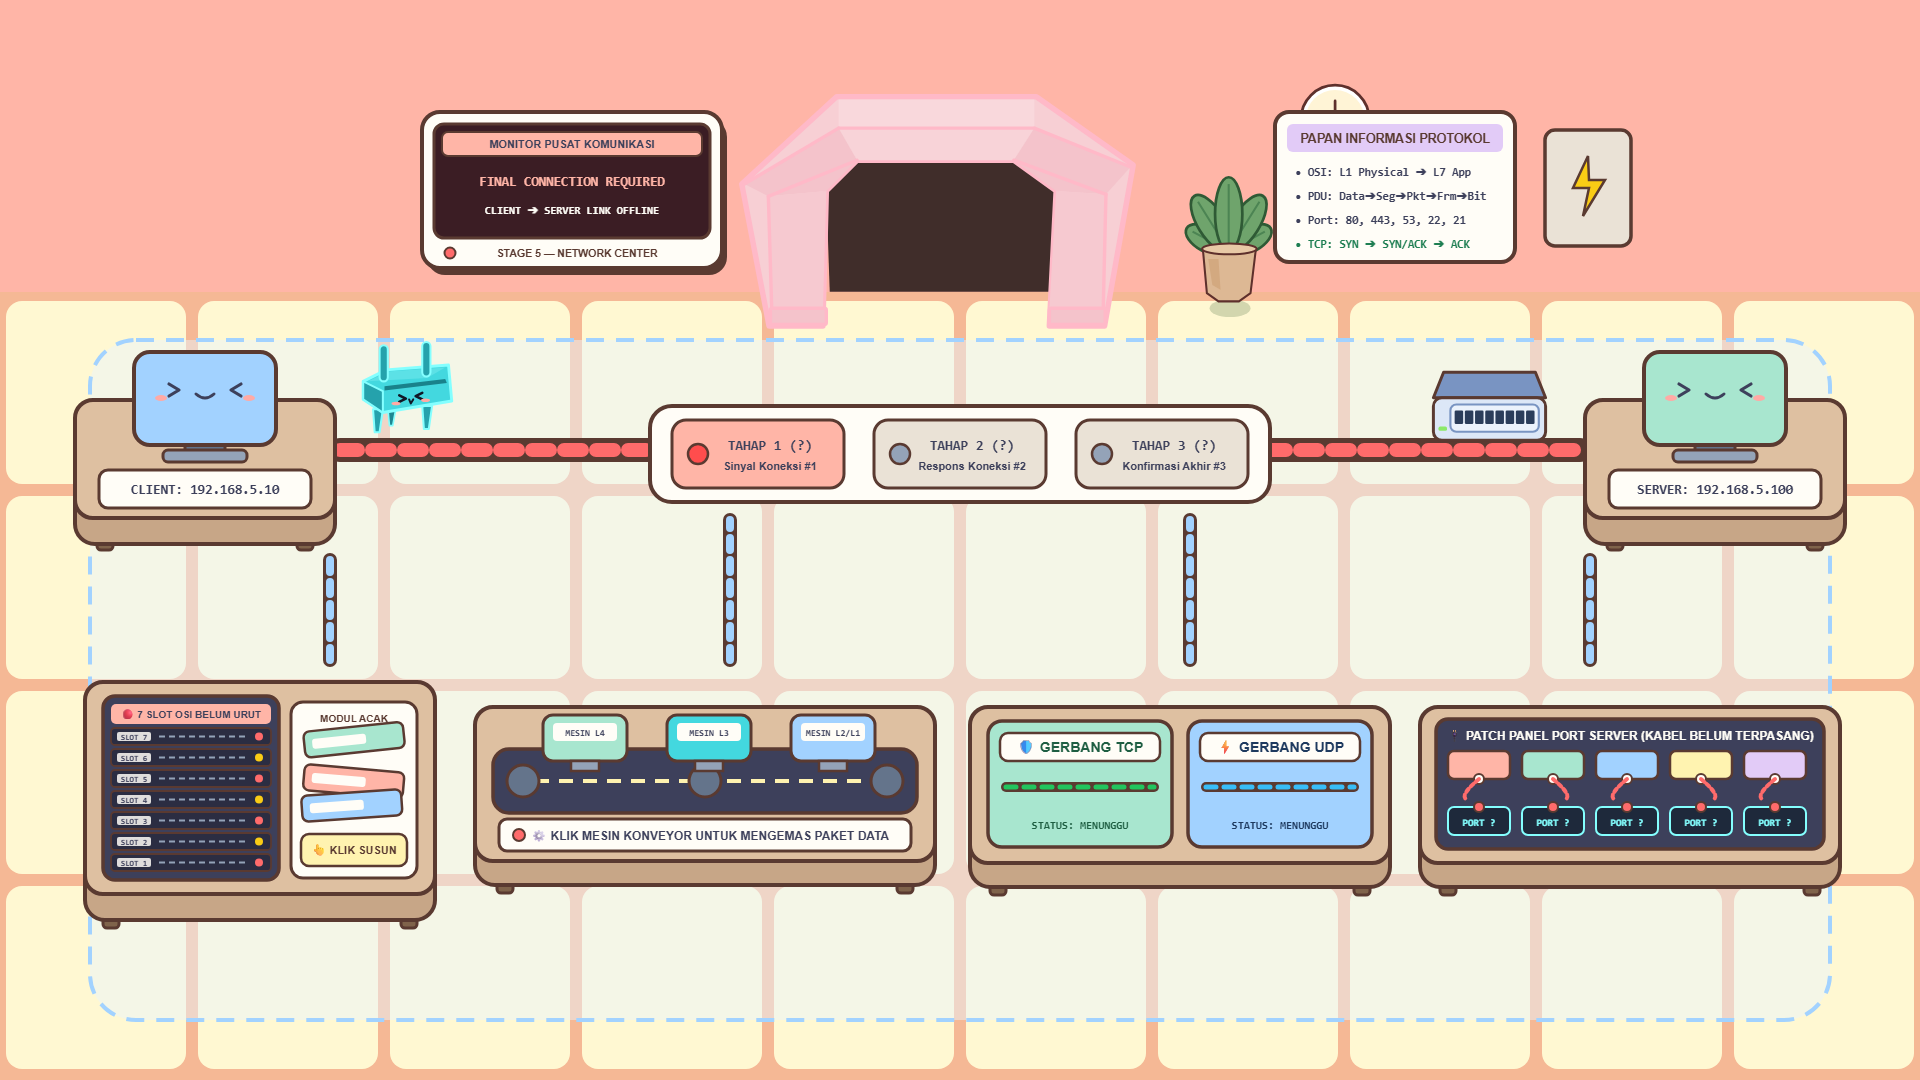 MONITOR PUSAT KOMUNIKASI
FINAL CONNECTION REQUIRED
CLIENT ➔ SERVER LINK OFFLINE
STAGE 5 — NETWORK CENTER
PAPAN INFORMASI PROTOKOL
• OSI: L1 Physical ➔ L7 App
• PDU: Data➔Seg➔Pkt➔Frm➔Bit
• Port: 80, 443, 53, 22, 21
• TCP: SYN ➔ SYN/ACK ➔ ACK
CLIENT: 192.168.5.10
TAHAP 1 (?)
Sinyal Koneksi #1
TAHAP 2 (?)
Respons Koneksi #2
TAHAP 3 (?)
Konfirmasi Akhir #3
SERVER: 192.168.5.100
7 SLOT OSI BELUM URUT
SLOT 7
SLOT 6
SLOT 5
SLOT 4
SLOT 3
SLOT 2
SLOT 1
MODUL ACAK
KLIK SUSUN
MESIN L4
MESIN L3
MESIN L2/L1
KLIK MESIN KONVEYOR UNTUK MENGEMAS PAKET DATA
GERBANG TCP
STATUS: MENUNGGU
GERBANG UDP
STATUS: MENUNGGU
PATCH PANEL PORT SERVER (KABEL BELUM TERPASANG)
PORT ?
PORT ?
PORT ?
PORT ?
PORT ?